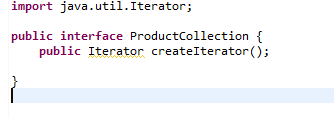 import java.util.Iterator;
public interface ProductCollection {
public Iterator createIterator();
}